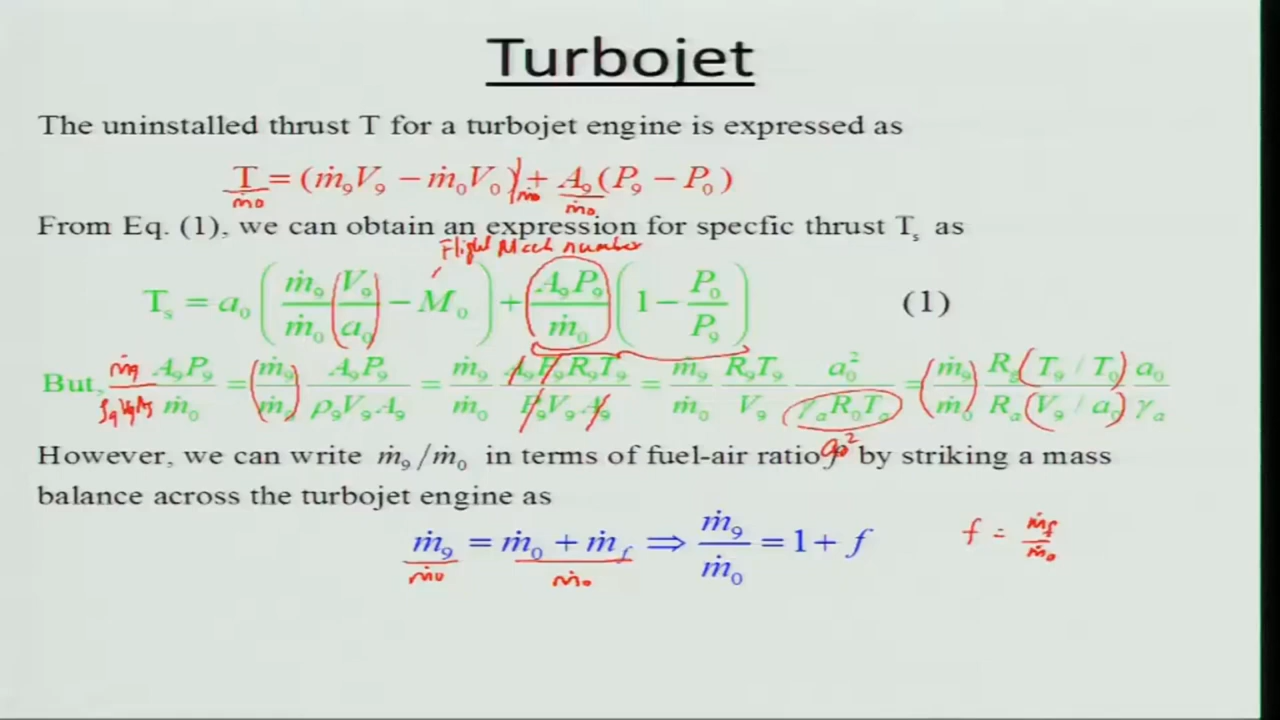 Turbojet
The uninstalled thrust T for a turbojet engine is expressed as
T/ṁ0 = (ṁ9V9 − ṁ0V0)/ṁ0 + A9/ṁ0 (P9 − P0)
From Eq. (1), we can obtain an expression for specfic thrust Ts as
Flight Mach number
Ts = a0 ( ṁ9/ṁ0 (V9/a0) − M0 ) + A9P9/ṁ0 ( 1 − P0/P9 ) (1)
But, ṁ9/ρ9V9A9 A9P9/ṁ0 = (ṁ9/ṁ0) A9P9/ρ9V9A9 = ṁ9/ṁ0 A9P9R9T9/P9V9A9 = ṁ9/ṁ0 R9T9/V9 a0²/γaR0Ta = (ṁ9/ṁ0) Rg(T9 / T0)/Ra(V9 / a0) a0/γa
a0²
However, we can write ṁ9/ṁ0 in terms of fuel-air ratio f by striking a mass
balance across the turbojet engine as
ṁ9/ṁ0 = ṁ0 + ṁf/ṁ0 ⇒ ṁ9/ṁ0 = 1 + f f = ṁf/ṁ0